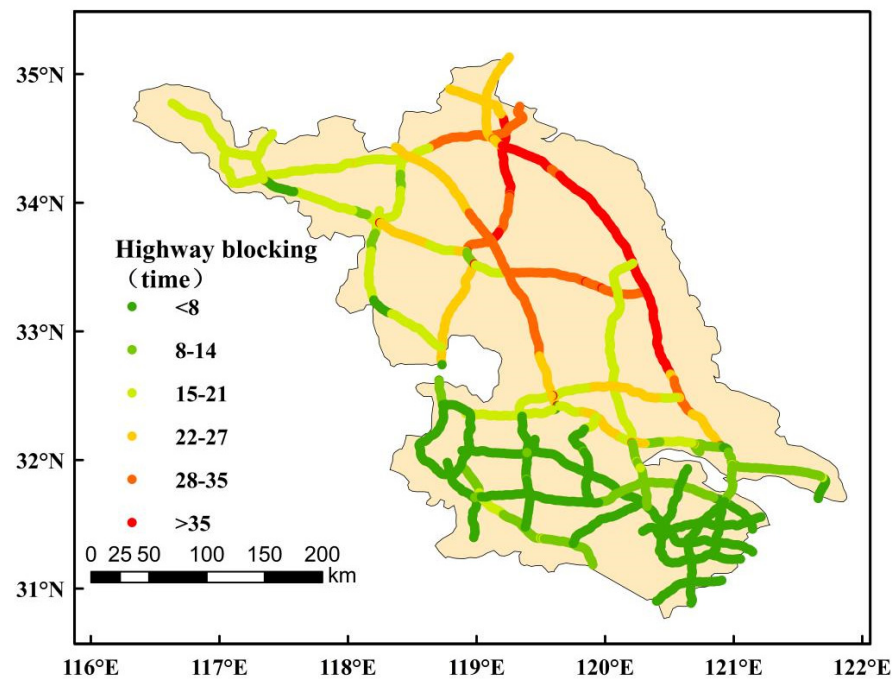 35°N
34°N
33°N
32°N
31°N
Highway blocking
（time）
<8
8-14
15-21
22-27
28-35
>35
0 25 50 100 150 200
km
116°E 117°E 118°E 119°E 120°E 121°E 122°E